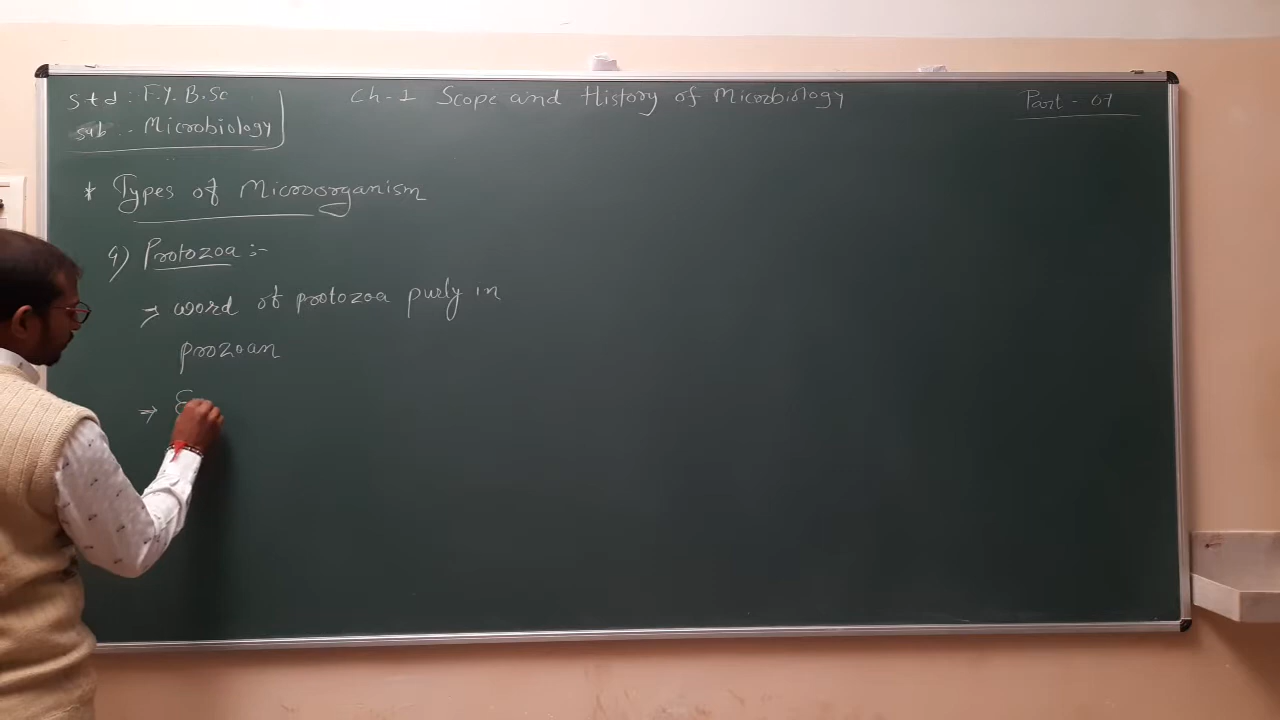 std : F.Y. B.Sc
sub :- Microbiology
Ch-1 Scope and History of Microbiology
Part - 07
* Types of Microorganism
4) Protozoa :-
→ word of protozoa purly in
prozoan
⇒ E